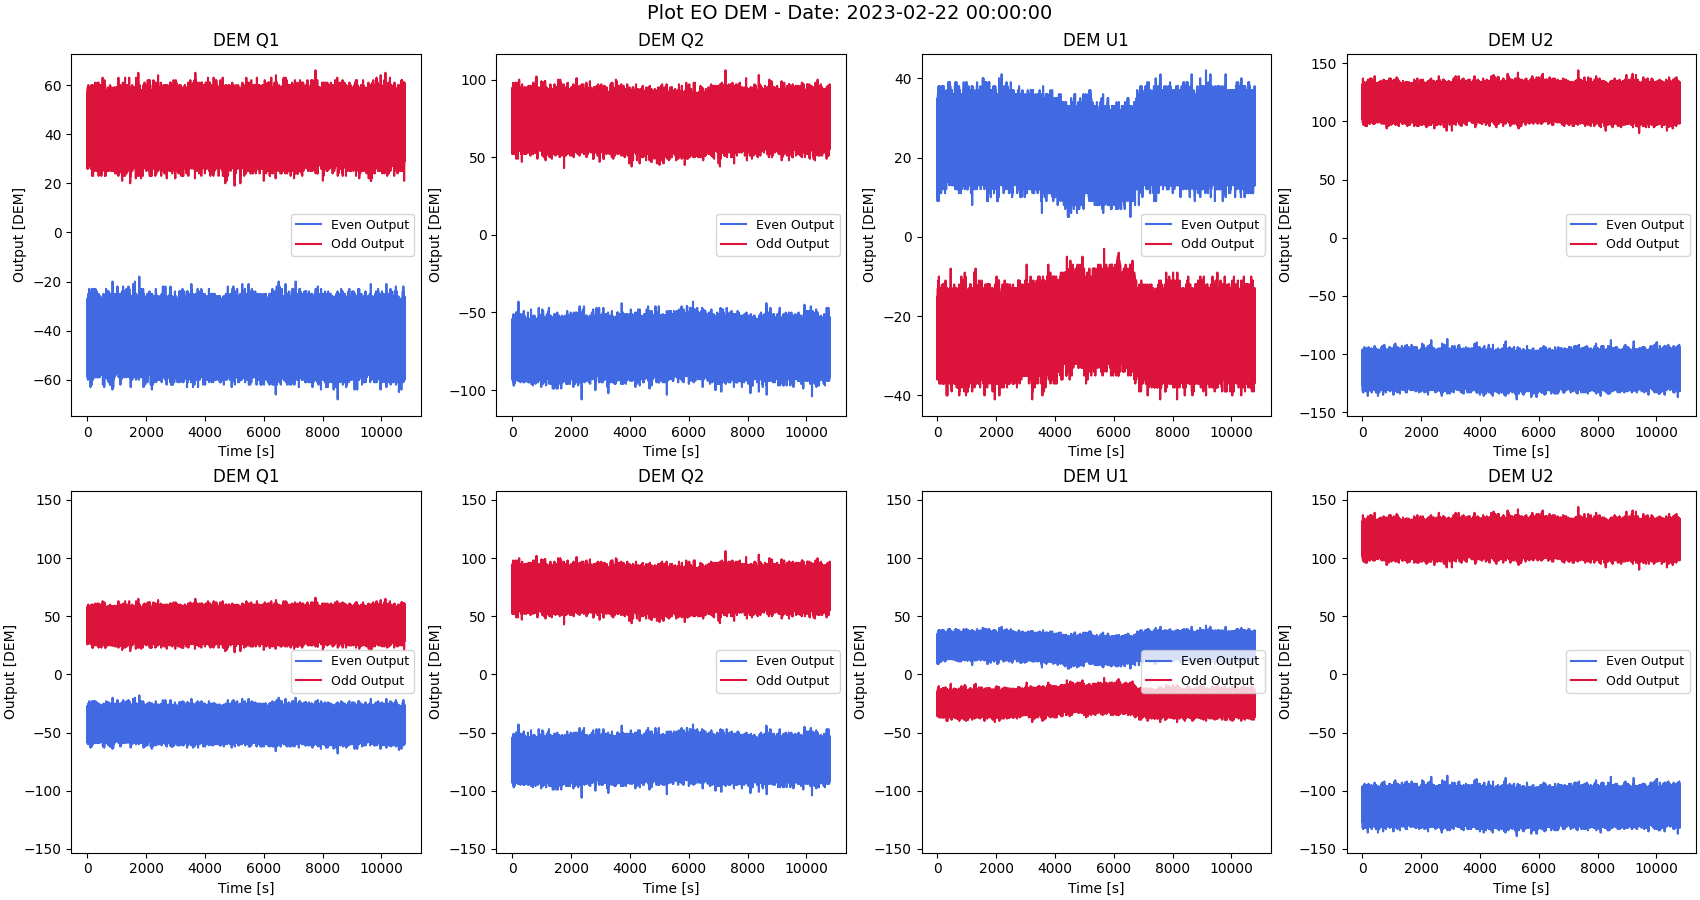 Plot EO DEM - Date: 2023-02-22 00:00:00
DEM Q1
Output [DEM]
60
40
20
0
−20
−40
−60
Even Output
Odd Output
0 2000 4000 6000 8000 10000
Time [s]
DEM Q2
Output [DEM]
100
50
0
−50
−100
Even Output
Odd Output
0 2000 4000 6000 8000 10000
Time [s]
DEM U1
Output [DEM]
40
20
0
−20
−40
Even Output
Odd Output
0 2000 4000 6000 8000 10000
Time [s]
DEM U2
Output [DEM]
150
100
50
0
−50
−100
−150
Even Output
Odd Output
0 2000 4000 6000 8000 10000
Time [s]
DEM Q1
Output [DEM]
150
100
50
0
−50
−100
−150
Even Output
Odd Output
0 2000 4000 6000 8000 10000
Time [s]
DEM Q2
Output [DEM]
150
100
50
0
−50
−100
−150
Even Output
Odd Output
0 2000 4000 6000 8000 10000
Time [s]
DEM U1
Output [DEM]
150
100
50
0
−50
−100
−150
Even Output
Odd Output
0 2000 4000 6000 8000 10000
Time [s]
DEM U2
Output [DEM]
150
100
50
0
−50
−100
−150
Even Output
Odd Output
0 2000 4000 6000 8000 10000
Time [s]